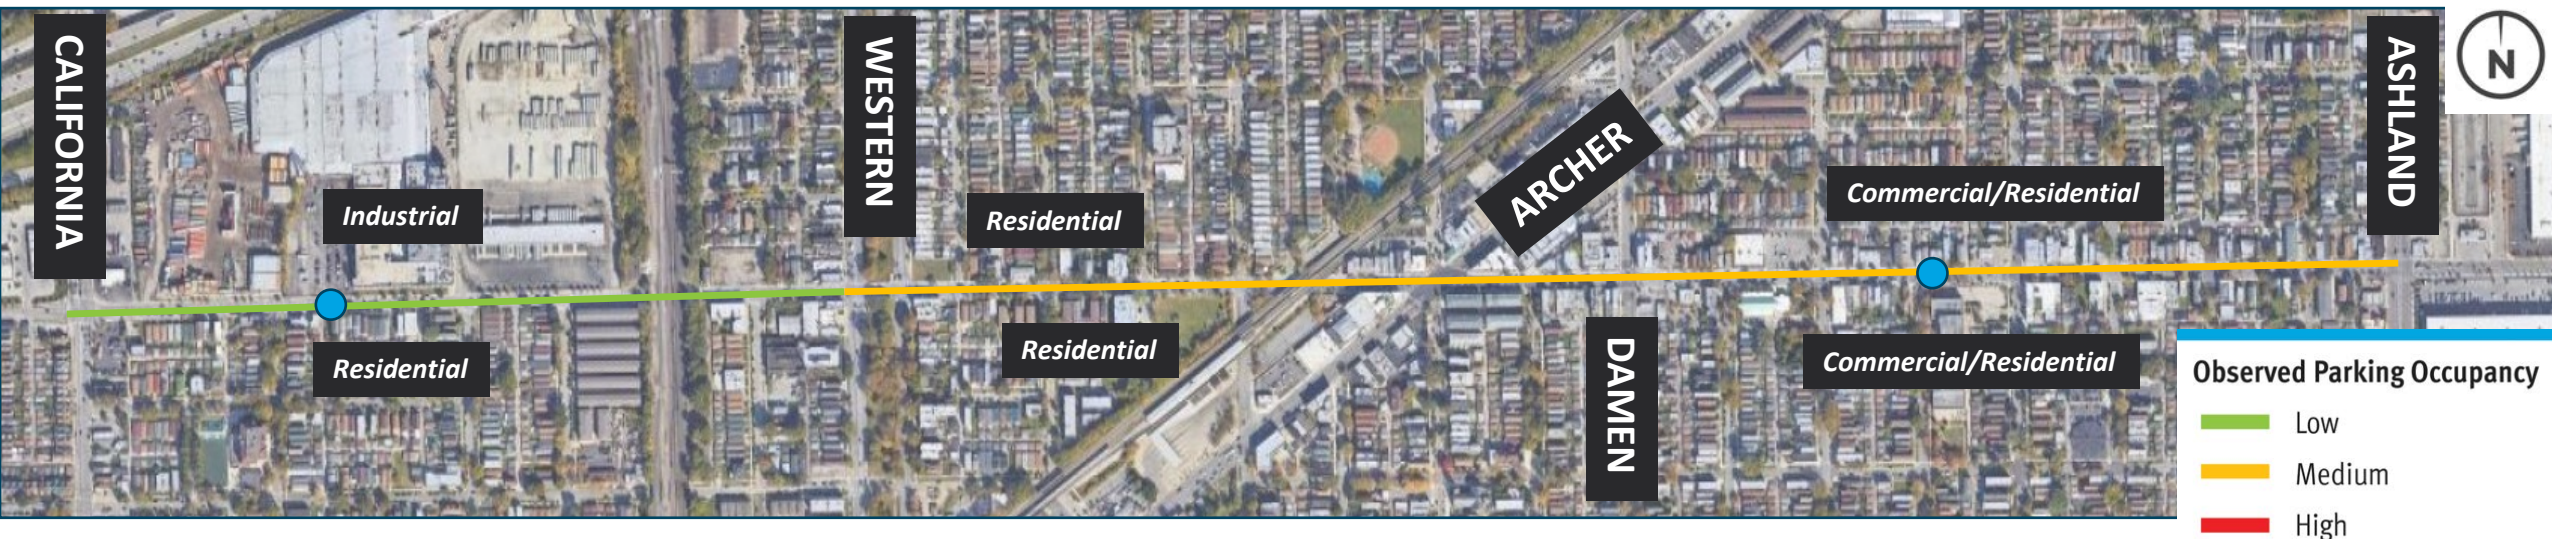 CALIFORNIA
WESTERN
ARCHER
ASHLAND
N
Industrial
Residential
Commercial/Residential
Residential
Residential
DAMEN
Commercial/Residential
Observed Parking Occupancy
Low
Medium
High